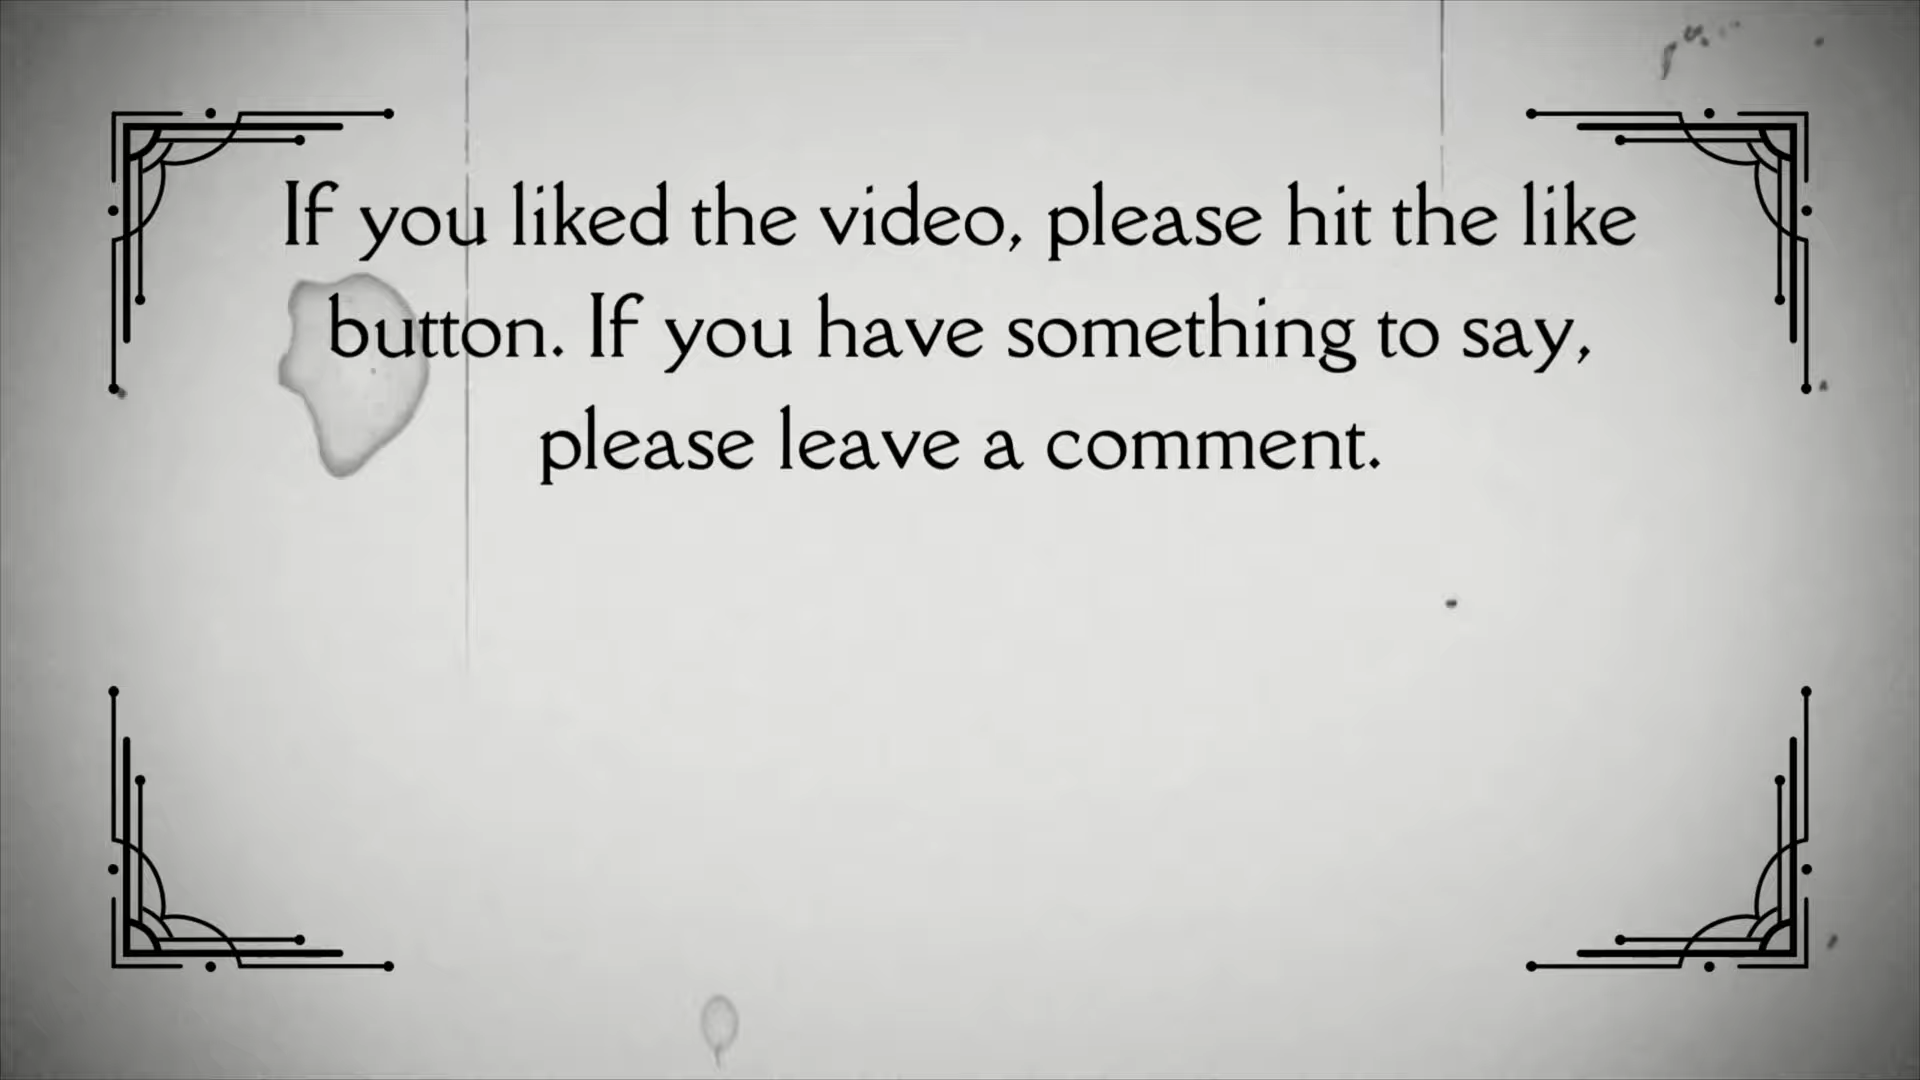 If you liked the video, please hit the like
button. If you have something to say,
please leave a comment.